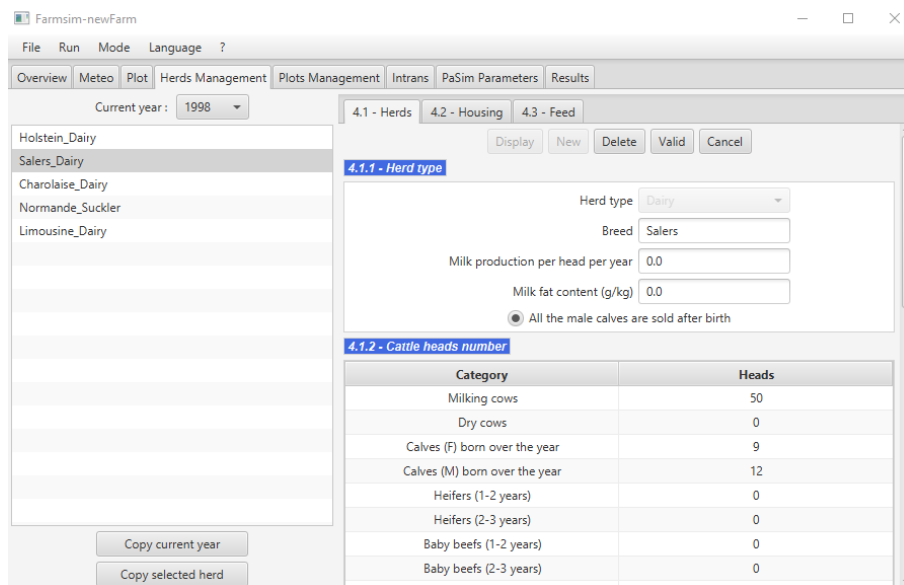 Farmsim-newFarm
File Run Mode Language ?
Overview Meteo Plot Herds Management Plots Management Intrans PaSim Parameters Results
Current year : 1998
Holstein_Dairy
Salers_Dairy
Charolaise_Dairy
Normande_Suckler
Limousine_Dairy
Copy current year
Copy selected herd
4.1 - Herds 4.2 - Housing 4.3 - Feed
Display New Delete Valid Cancel
4.1.1 - Herd type
Herd type Dairy
Breed Salers
Milk production per head per year 0.0
Milk fat content (g/kg) 0.0
All the male calves are sold after birth
4.1.2 - Cattle heads number
Category Heads
Milking cows 50
Dry cows 0
Calves (F) born over the year 9
Calves (M) born over the year 12
Heifers (1-2 years) 0
Heifers (2-3 years) 0
Baby beefs (1-2 years) 0
Baby beefs (2-3 years) 0